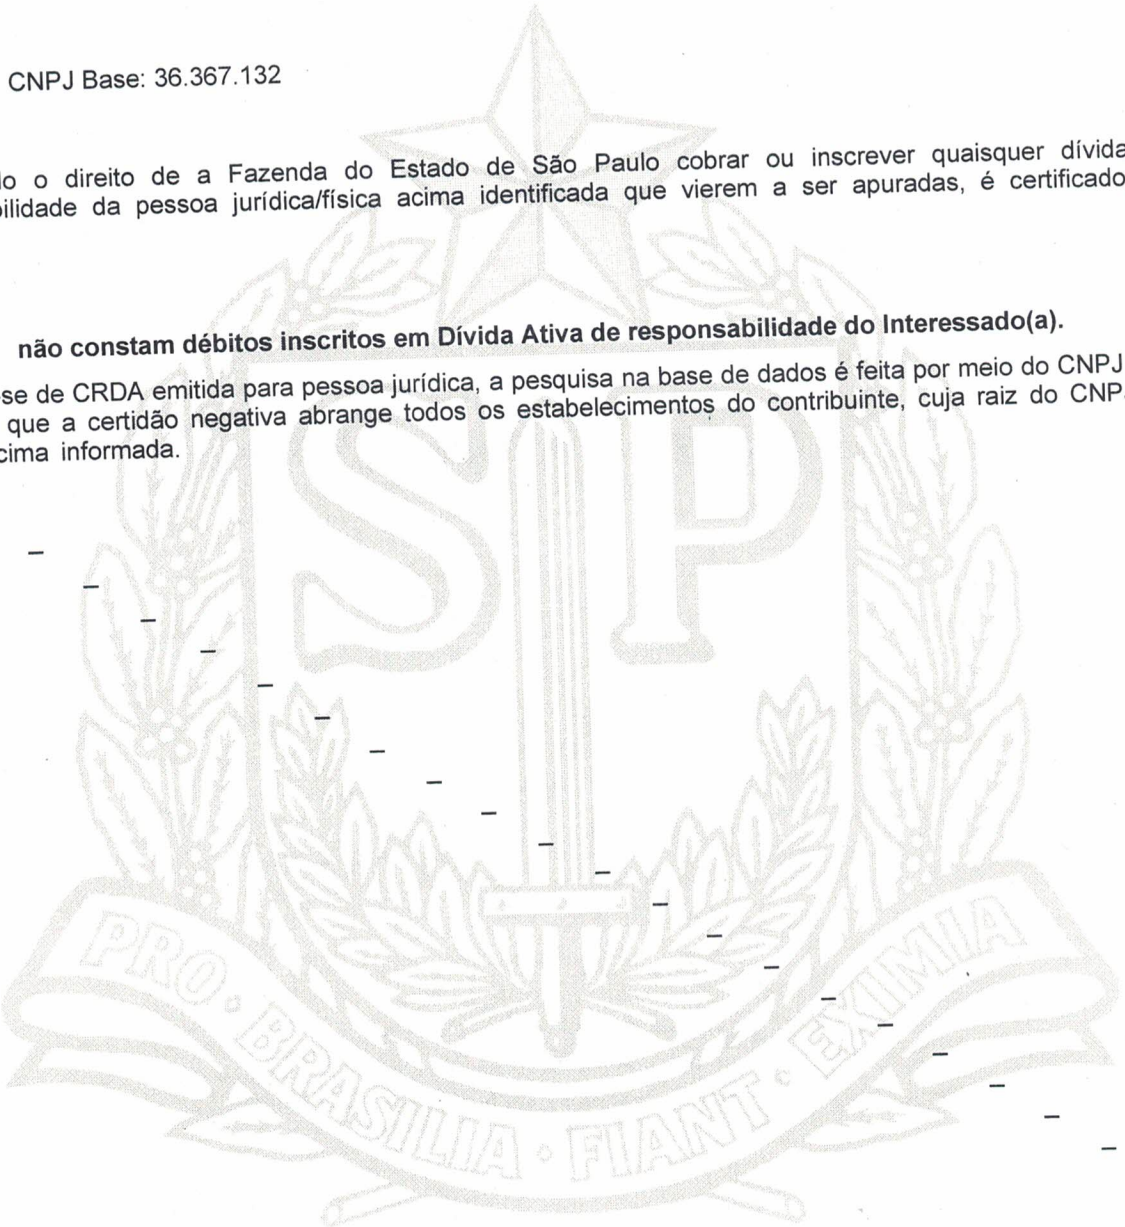 CNPJ Base: 36.367.132
lo o direito de a Fazenda do Estado de São Paulo cobrar ou inscrever quaisquer dívida
bilidade da pessoa jurídica/física acima identificada que vierem a ser apuradas, é certificado
não constam débitos inscritos em Dívida Ativa de responsabilidade do Interessado(a).
se de CRDA emitida para pessoa jurídica, a pesquisa na base de dados é feita por meio do CNPJ
que a certidão negativa abrange todos os estabelecimentos do contribuinte, cuja raiz do CNP
cima informada.
SP
PRO · BRASILIA · FIANT · EXIMIA